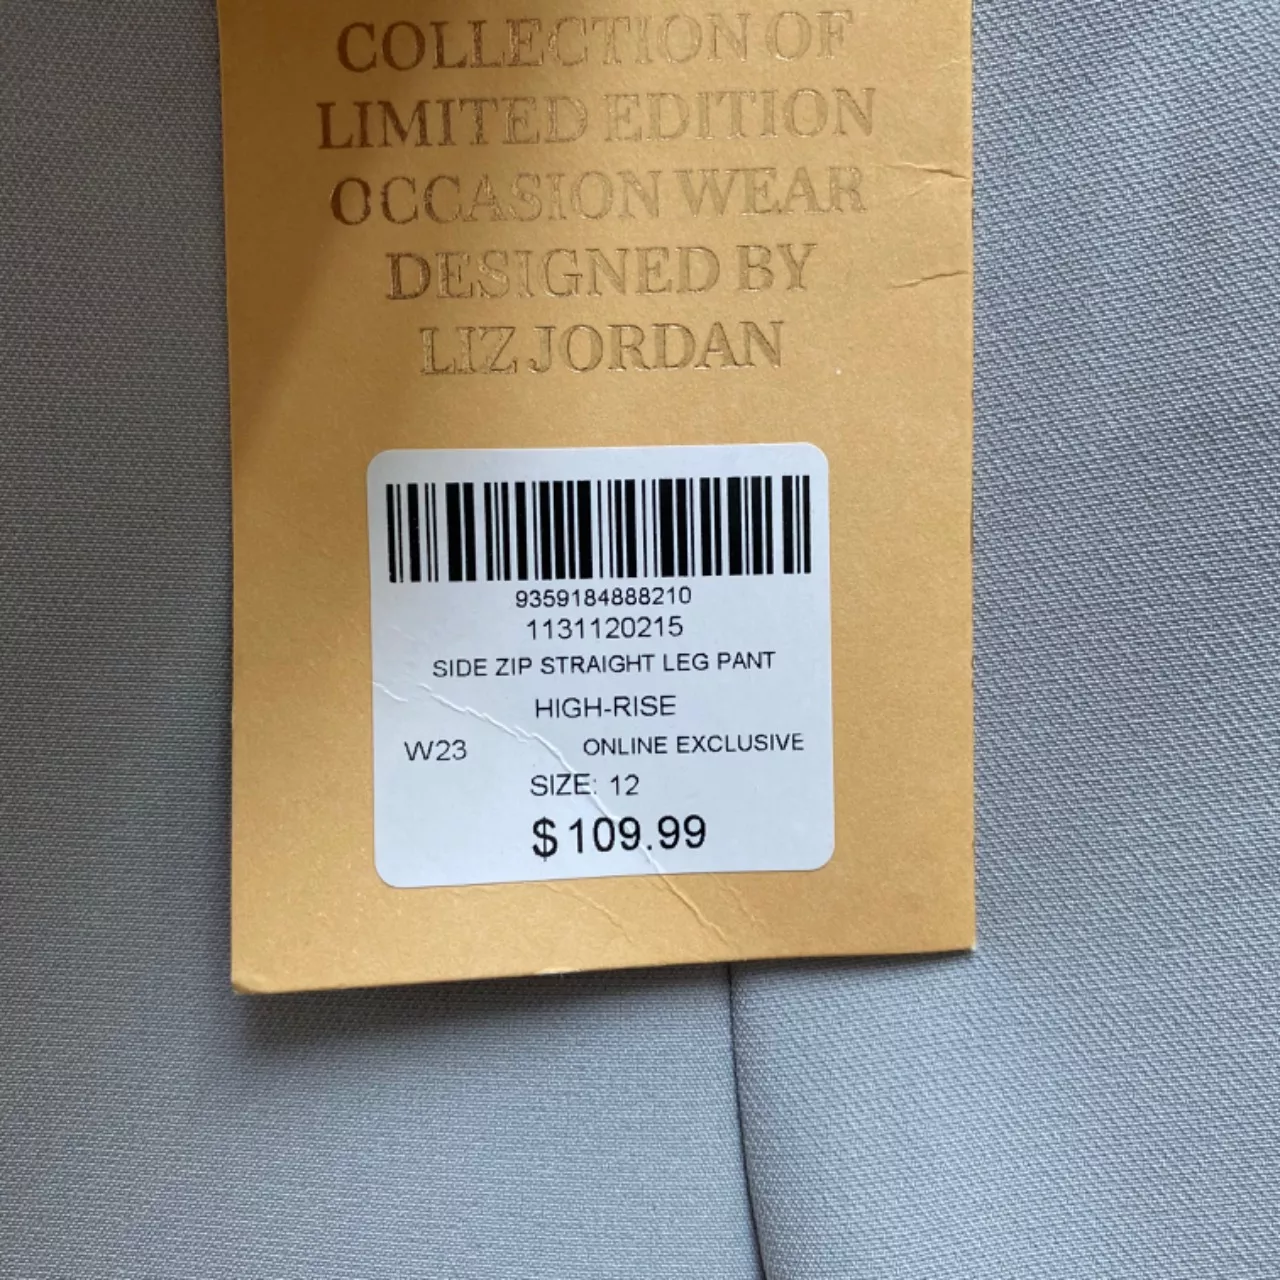 COLLECTION OF
LIMITED EDITION
OCCASION WEAR
DESIGNED BY
LIZ JORDAN
9359184888210
1131120215
SIDE ZIP STRAIGHT LEG PANT
HIGH-RISE
W23 ONLINE EXCLUSIVE
SIZE: 12
$109.99